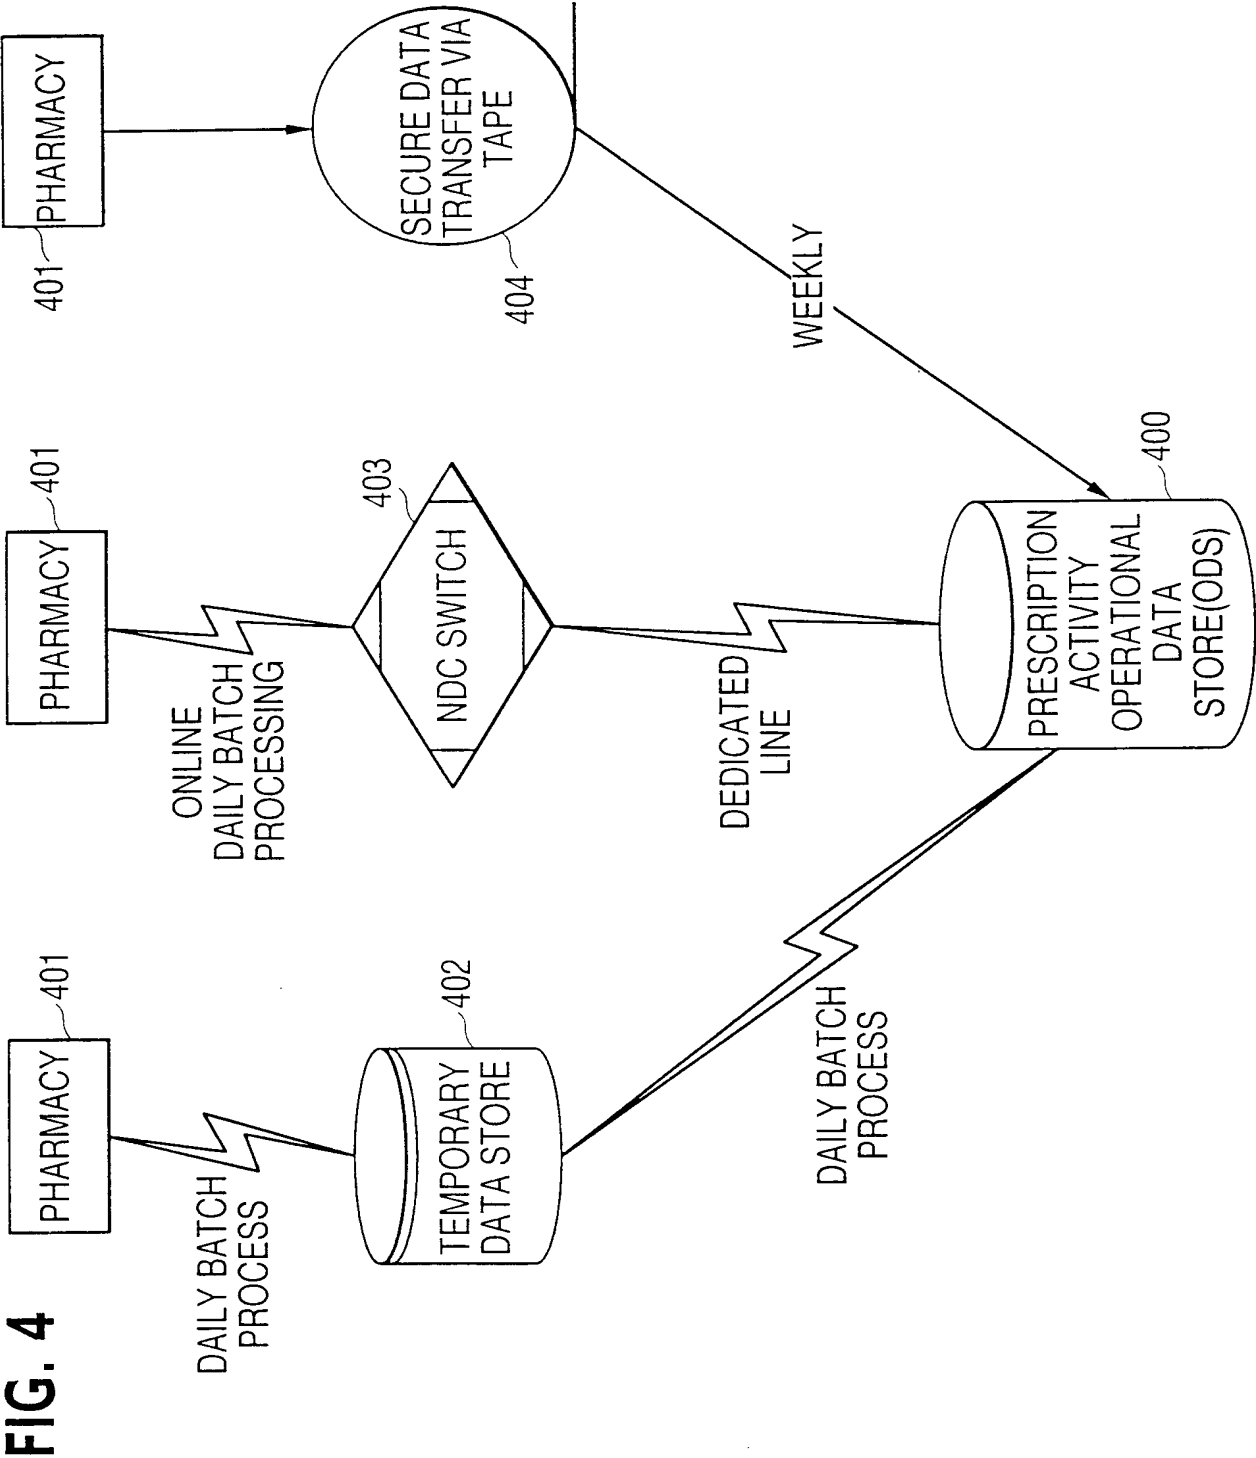 FIG. 4
PHARMACY
401
DAILY BATCH
PROCESS
TEMPORARY
DATA STORE
402
DAILY BATCH
PROCESS
PHARMACY
401
ONLINE
DAILY BATCH
PROCESSING
NDC SWITCH
403
DEDICATED
LINE
PHARMACY
401
SECURE DATA
TRANSFER VIA
TAPE
404
WEEKLY
PRESCRIPTION
ACTIVITY
OPERATIONAL
DATA
STORE(ODS)
400